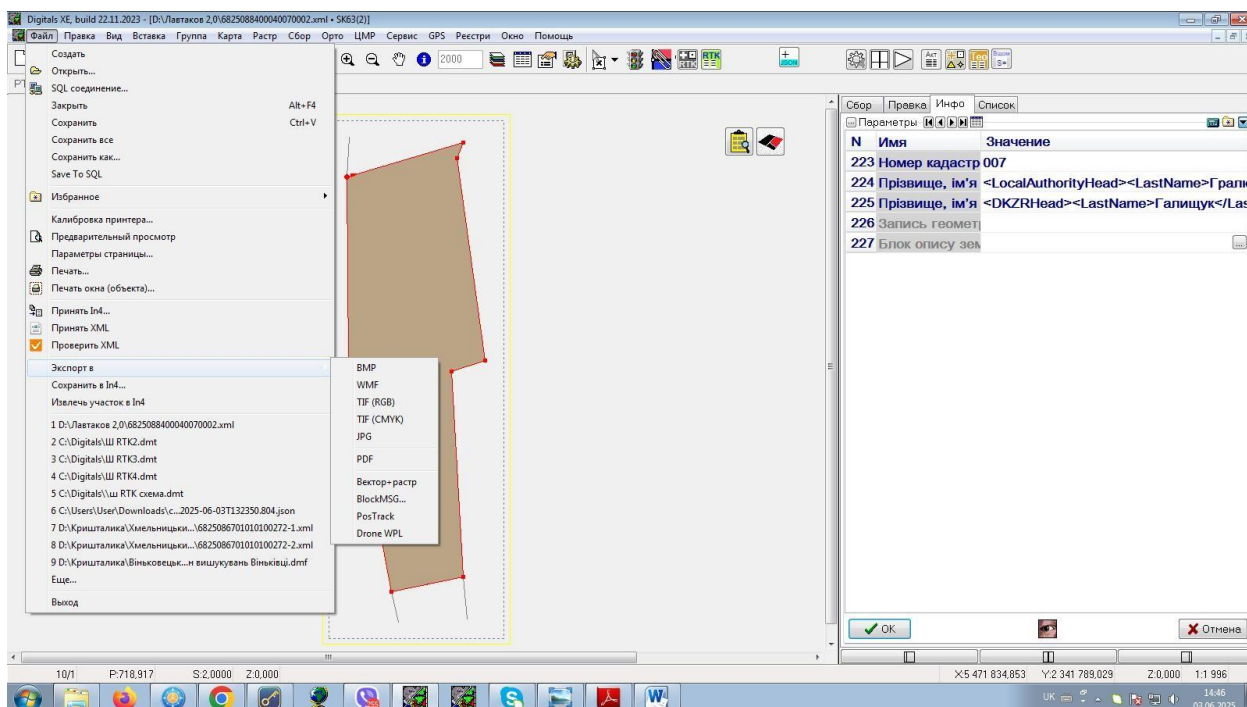 Digitals XE, build 22.11.2023 - [D:\Лавтаков 2,0\6825088400040070002.xml • SK63(2)]
Файл Правка Вид Вставка Группа Карта Растр Сбор Орто ЦМР Сервис GPS Реестри Окно Помощь
2000
RTK
JSON
Создать
Открыть...
SQL соединение...
Закрыть Alt+F4
Сохранить Ctrl+V
Сохранить все
Сохранить как...
Save To SQL
Избранное
Калибровка принтера...
Предварительный просмотр
Параметры страницы...
Печать...
Печать окна (объекта)...
Принять In4...
Принять XML
Проверить XML
Экспорт в
Сохранить в In4...
Извлечь участок в In4
1 D:\Лавтаков 2,0\6825088400040070002.xml
2 C:\Digitals\Ш RTK2.dmt
3 C:\Digitals\Ш RTK3.dmt
4 C:\Digitals\Ш RTK4.dmt
5 C:\Digitals\\ш RTK схема.dmt
6 C:\Users\User\Downloads\с...2025-06-03T132350.804.json
7 D:\Кришталика\Хмельницьки...\6825086701010100272-1.xml
8 D:\Кришталика\Хмельницьки...\6825086701010100272-2.xml
9 D:\Кришталика\Віньковецьк...н вишукувань Віньківці.dmf
Еще...
Выход
BMP
WMF
TIF (RGB)
TIF (CMYK)
JPG
PDF
Вектор+растр
BlockMSG...
PosTrack
Drone WPL
Сбор Правка Инфо Список
Параметры
N Имя Значение
223 Номер кадастр 007
224 Прізвище, ім'я <LocalAuthorityHead><LastName>Грали
225 Прізвище, ім'я <DKZRHead><LastName>Галищук</Las
226 Запись геомет
227 Блок опису зем
OK
Отмена
10/1 P:718,917 S:2,0000 Z:0,000 X:5 471 834,853 Y:2 341 789,029 Z:0,000 1:1 996
UK
14:46
03.06.2025